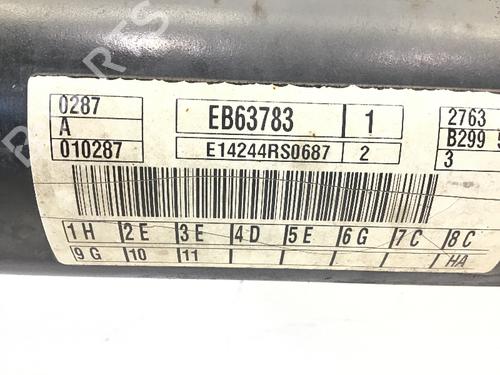 0287 EB63783 1 2763
A B299
010287 E14244RS0687 2 3
1 H 2 E 3 E 4 D 5 E 6 G 7 C 8 C
9 G 10 11 HA